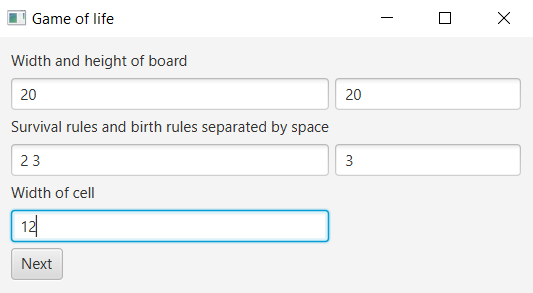 Game of life
Width and height of board
20 20
Survival rules and birth rules separated by space
2 3 3
Width of cell
12
Next